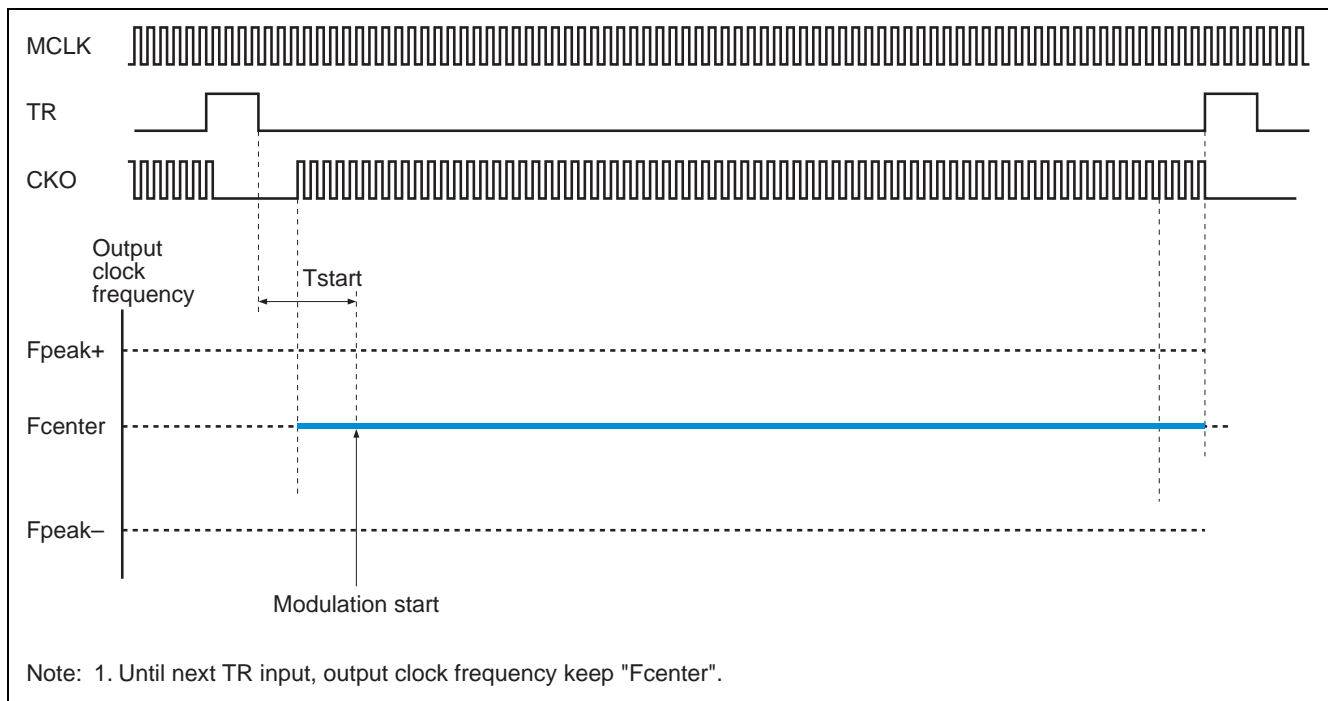 MCLK
TR
CKO
Output
clock
frequency
Tstart
Fpeak+
Fcenter
Fpeak–
Modulation start
Note: 1. Until next TR input, output clock frequency keep "Fcenter".